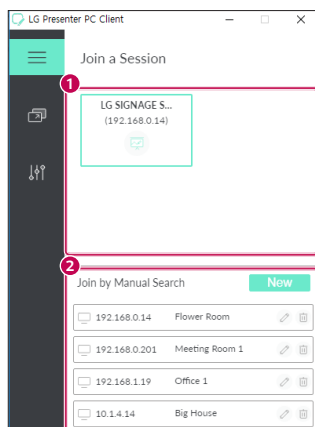 LG Presenter PC Client
Join a Session
1
LG SIGNAGE S...
(192.168.0.14)
2
Join by Manual Search
New
192.168.0.14 Flower Room
192.168.0.201 Meeting Room 1
192.168.1.19 Office 1
10.1.4.14 Big House